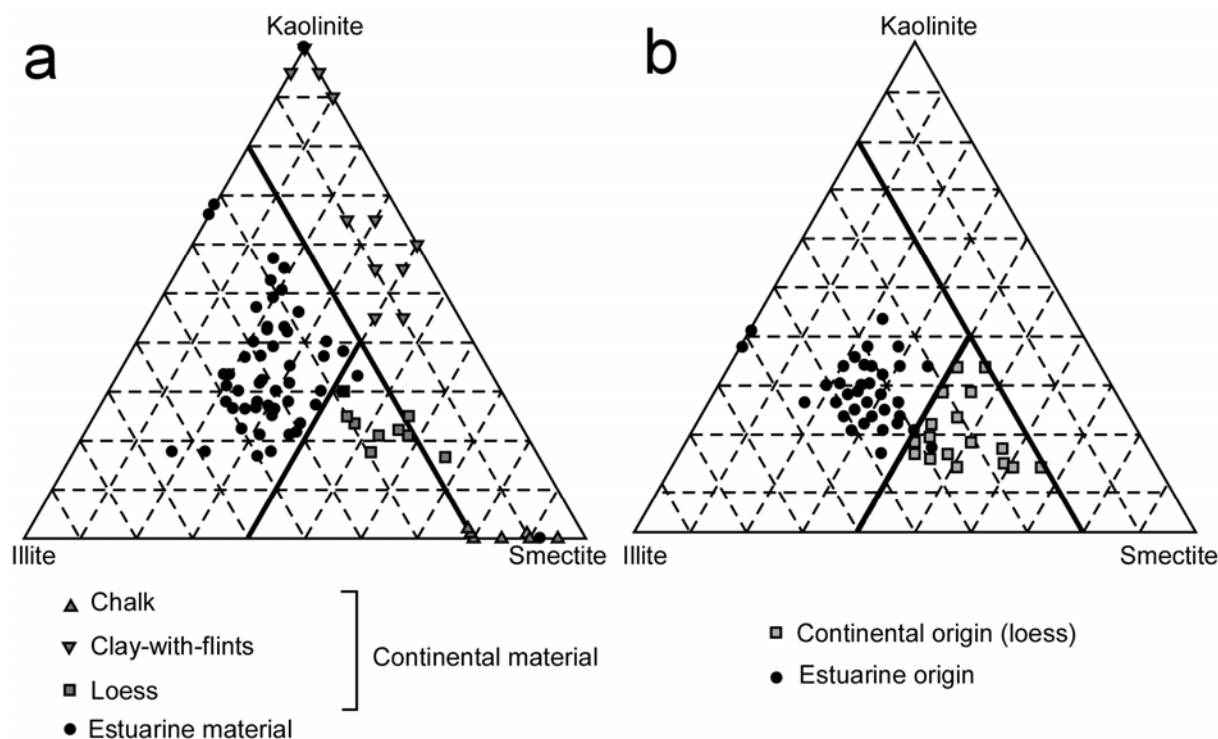 a
Kaolinite
Illite
Smectite
Chalk
Clay-with-flints
Loess
Continental material
Estuarine material
b
Kaolinite
Illite
Smectite
Continental origin (loess)
Estuarine origin